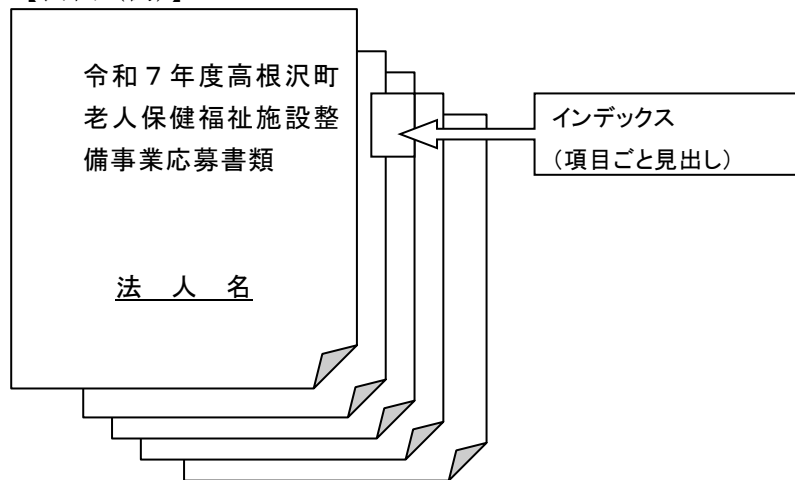 令和７年度高根沢町
老人保健福祉施設整
備事業応募書類
法　人　名
インデックス
（項目ごと見出し）